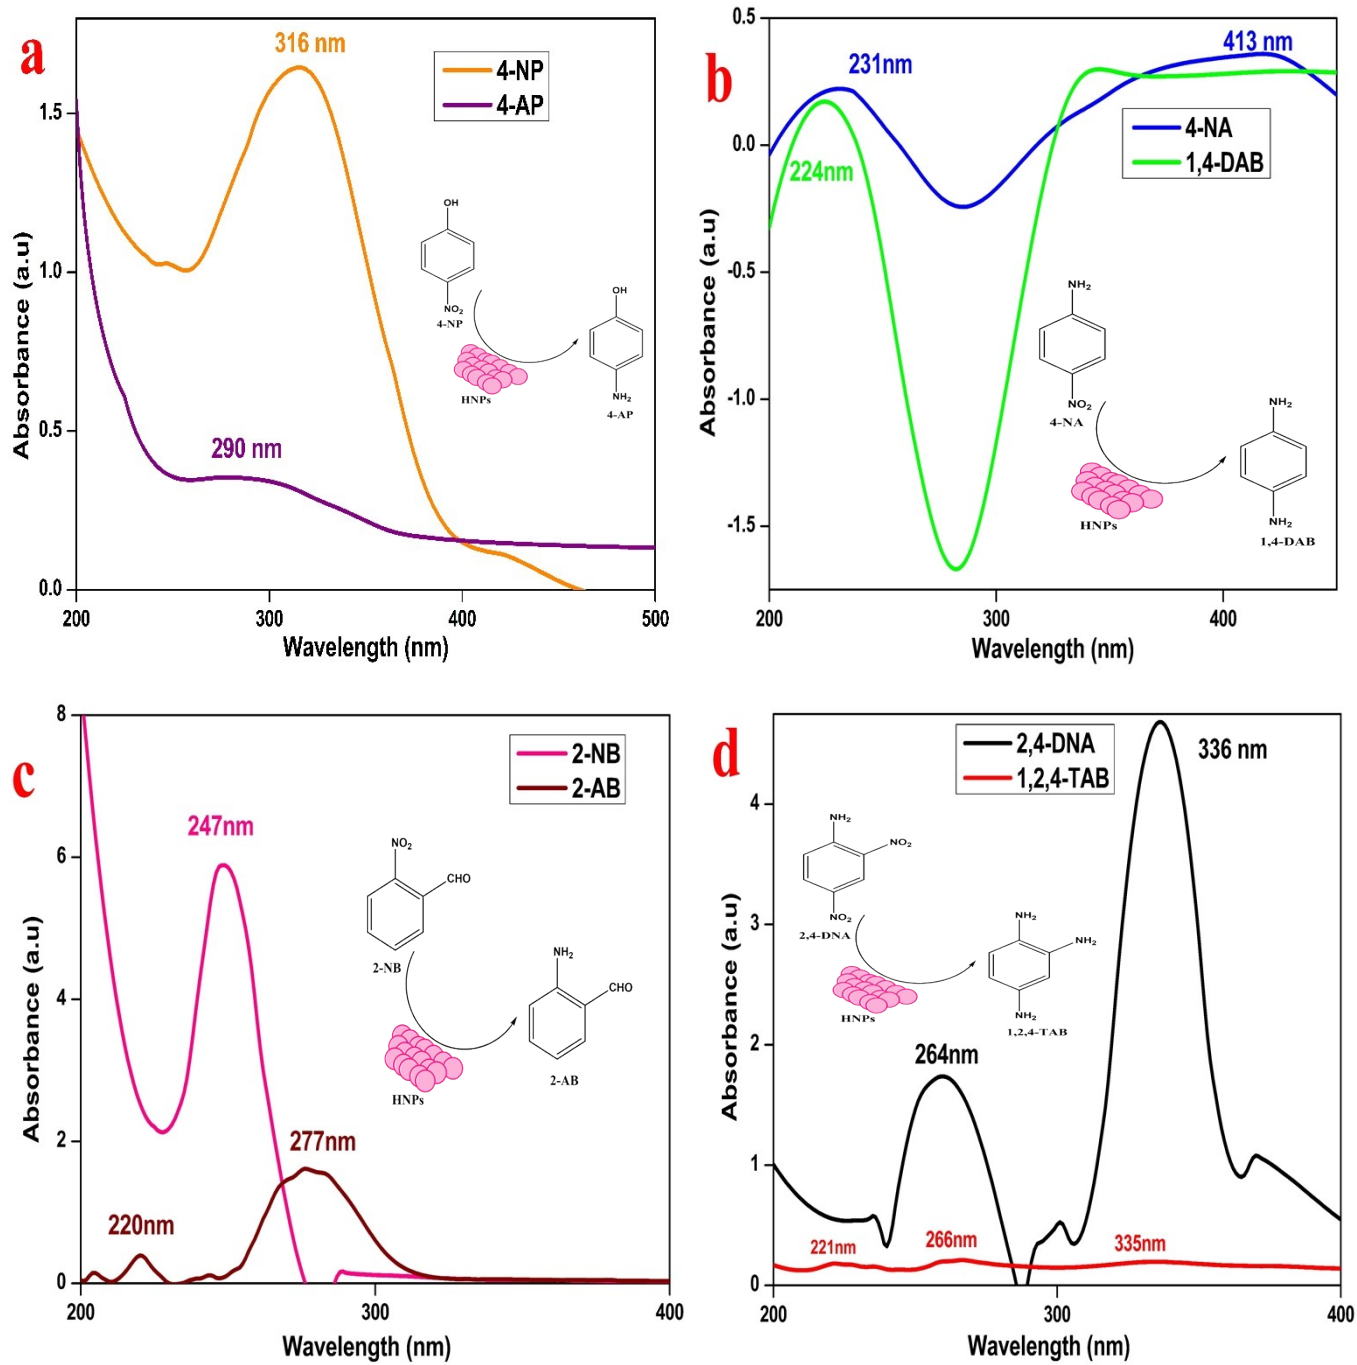 a
316 nm
4-NP
4-AP
1.5
1.0
0.5
0.0
Absorbance (a.u)
290 nm
OH
NO2
4-NP
HNPs
OH
NH2
4-AP
200
300
400
500
Wavelength (nm)
b
0.5
0.0
-0.5
-1.0
-1.5
Absorbance (a.u)
231nm
413 nm
224nm
4-NA
1,4-DAB
NH2
NO2
4-NA
HNPs
NH2
NH2
1,4-DAB
200
300
400
Wavelength (nm)
c
8
6
4
2
0
Absorbance (a.u)
2-NB
2-AB
247nm
277nm
220nm
NO2
CHO
2-NB
HNPs
NH2
CHO
2-AB
200
300
400
Wavelength (nm)
d
4
3
2
1
0
Absorbance (a.u)
2,4-DNA
1,2,4-TAB
336 nm
264nm
221nm
266nm
335nm
NH2
NO2
NO2
2,4-DNA
HNPs
NH2
NH2
NH2
1,2,4-TAB
200
300
400
Wavelength (nm)